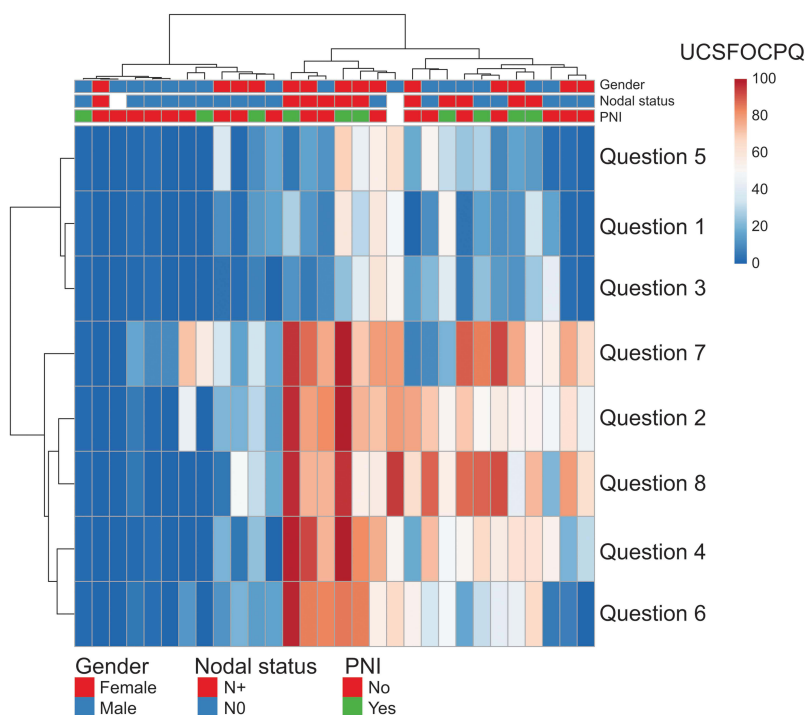 UCSFOCPQ
Gender
Nodal status
PNI
100
80
60
40
20
0
Question 5
Question 1
Question 3
Question 7
Question 2
Question 8
Question 4
Question 6
Gender Nodal status PNI
Female N+ No
Male N0 Yes